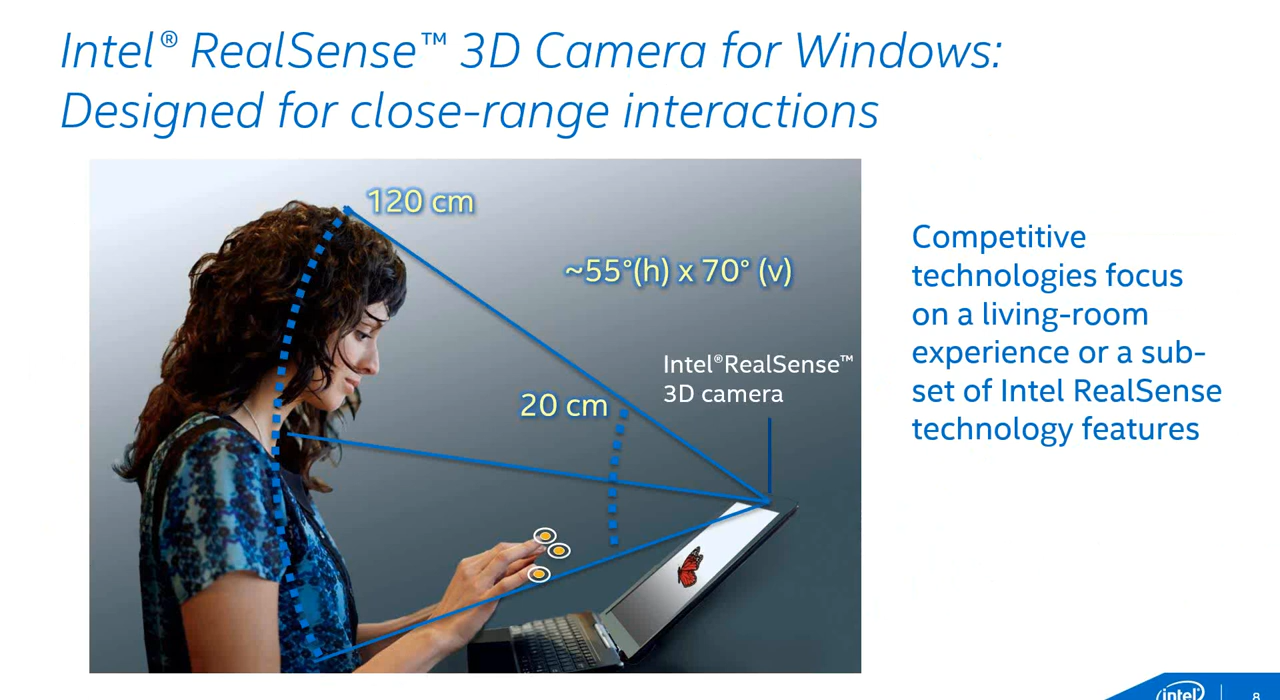 Intel® RealSense™ 3D Camera for Windows:
Designed for close-range interactions
120 cm
~55°(h) x 70° (v)
Intel®RealSense™
3D camera
20 cm
Competitive
technologies focus
on a living-room
experience or a sub-
set of Intel RealSense
technology features
intel
8